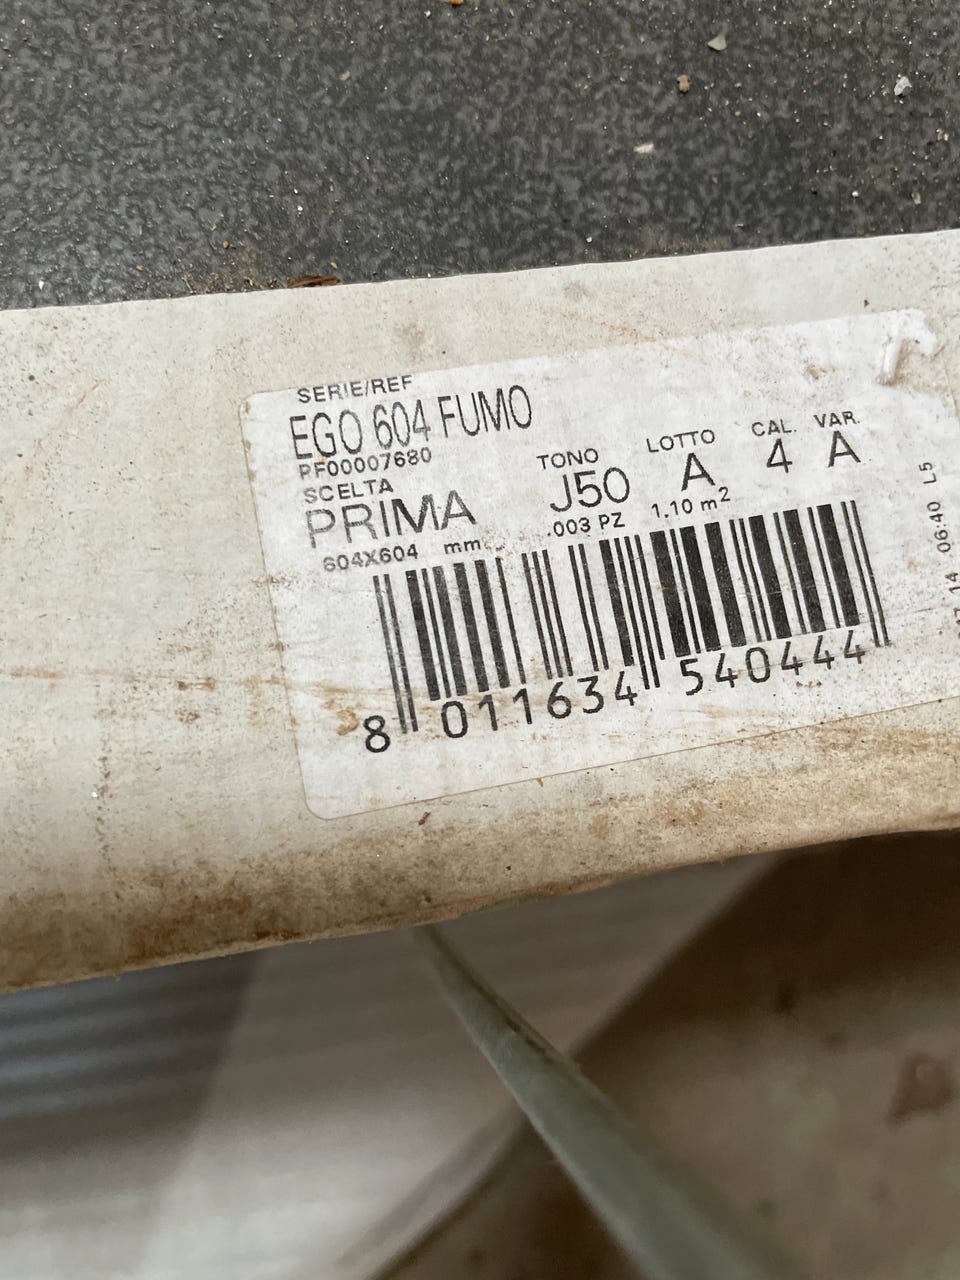 SERIE/REF
EGO 604 FUMO
PF00007680
SCELTA
PRIMA
TONO
J50
LOTTO
A
CAL.
4
VAR.
A
604X604 mm
.003 PZ
1.10 m²
8 011634 540444
14 06:40 L5